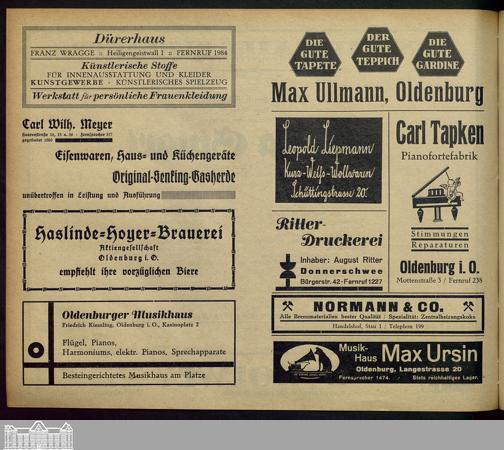 Dürerhaus
FRANZ WRAGGE :: Heiligengeistwall 1 :: FERNRUF 1984
Künstlerische Stoffe
FÜR INNENAUSSTATTUNG UND KLEIDER
KUNSTGEWERBE · KÜNSTLERISCHES SPIELZEUG
Werkstatt für persönliche Frauenkleidung
Carl Wilh. Meyer
Eisenwaren, Haus- und Küchengeräte
Original-Senking-Gasherde
unübertroffen in Leistung und Ausführung
Haslinde-Hoyer-Brauerei
Aktiengesellschaft
Oldenburg i. O.
empfiehlt ihre vorzüglichen Biere
Oldenburger Musikhaus
Friedrich Kiessling, Oldenburg i. O., Kasinoplatz 2
Flügel, Pianos,
Harmoniums, elektr. Pianos, Sprechapparate
Besteingerichtetes Musikhaus am Platze
DIE GUTE TAPETE
DER GUTE TEPPICH
DIE GUTE GARDINE
Max Ullmann, Oldenburg
Leopold Liepmann
Kurz-Weiß-Wollwaren
Schüttingstrasse 20.
Carl Tapken
Pianofortefabrik
Stimmungen
Reparaturen
Oldenburg i. O.
Mottenstraße 3 / Fernruf 238
Ritter-
Druckerei
Inhaber: August Ritter
Donnerschwee
Bürgerstr. 42 - Fernruf 1227
NORMANN & CO.
Alle Brennmaterialien bester Qualität / Spezialität: Zentralheizungskoks
Handelshof, Stau 1 / Telephon 199
Musik-
Haus Max Ursin
Oldenburg, Langestrasse 20
Fernsprecher 1474. Stets reichhaltiges Lager.